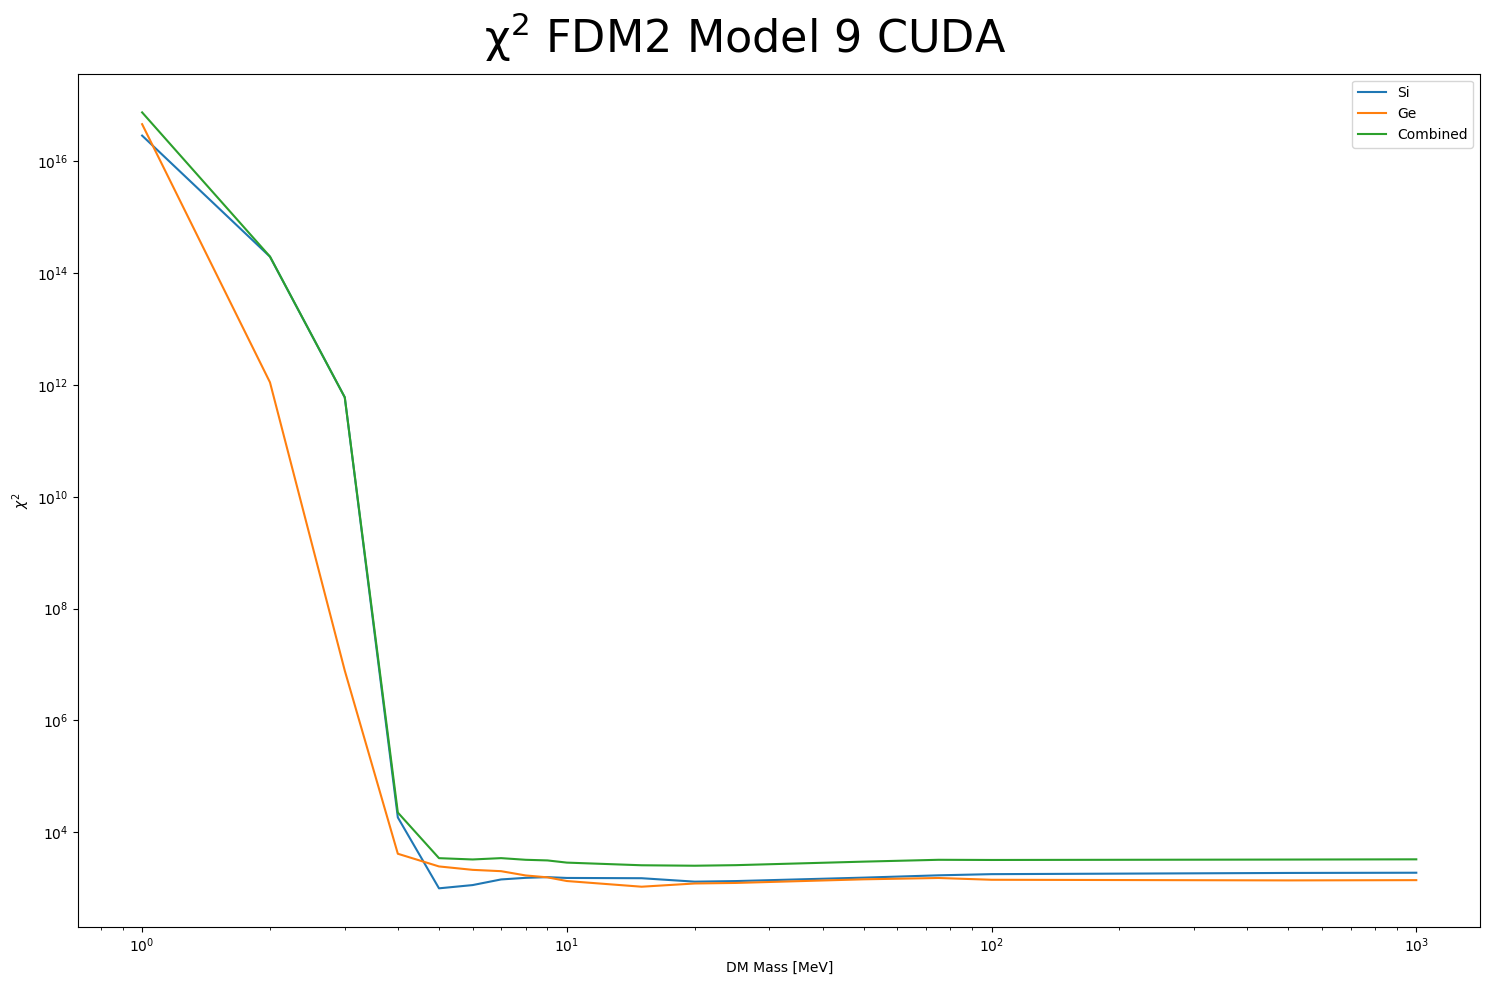 χ² FDM2 Model 9 CUDA
Si
Ge
Combined
10¹⁶
10¹⁴
10¹²
10¹⁰
10⁸
10⁶
10⁴
χ²
10⁰
10¹
10²
10³
DM Mass [MeV]